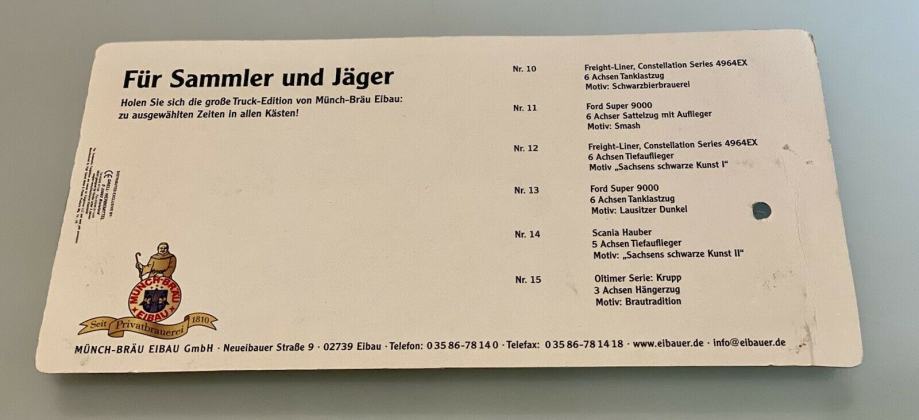 Für Sammler und Jäger
Holen Sie sich die große Truck-Edition von Münch-Bräu Eibau:
zu ausgewählten Zeiten in allen Kästen!
Nr. 10
Freight-Liner, Constellation Series 4964EX
6 Achsen Tanklastzug
Motiv: Schwarzbierbrauerei
Nr. 11
Ford Super 9000
6 Achser Sattelzug mit Auflieger
Motiv: Smash
Nr. 12
Freight-Liner, Constellation Series 4964EX
6 Achsen Tiefauflieger
Motiv „Sachsens schwarze Kunst I"
Nr. 13
Ford Super 9000
6 Achsen Tanklastzug
Motiv: Lausitzer Dunkel
Nr. 14
Scania Hauber
5 Achsen Tiefauflieger
Motiv: „Sachsens schwarze Kunst II"
Nr. 15
Oltimer Serie: Krupp
3 Achsen Hängerzug
Motiv: Brautradition
MÜNCH-BRÄU
EIBAU
Seit Privatbrauerei 1810
MÜNCH-BRÄU EIBAU GmbH · Neueibauer Straße 9 · 02739 Eibau · Telefon: 0 35 86-78 14 0 · Telefax: 0 35 86-78 14 18 · www.eibauer.de · info@eibauer.de